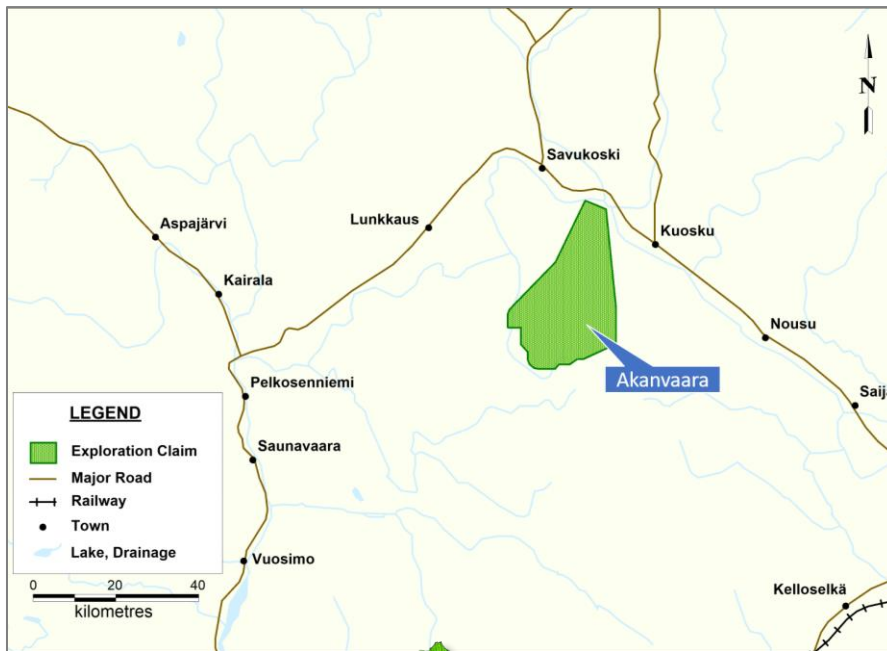 N
Savukoski
Lunkkaus
Aspajärvi
Kuosku
Kairala
Nousu
Akanvaara
Pelkosenniemi
Saija
LEGEND
Exploration Claim
Major Road
Railway
Town
Lake, Drainage
Saunavaara
Vuosimo
Kelloselkä
0 20 40
kilometres